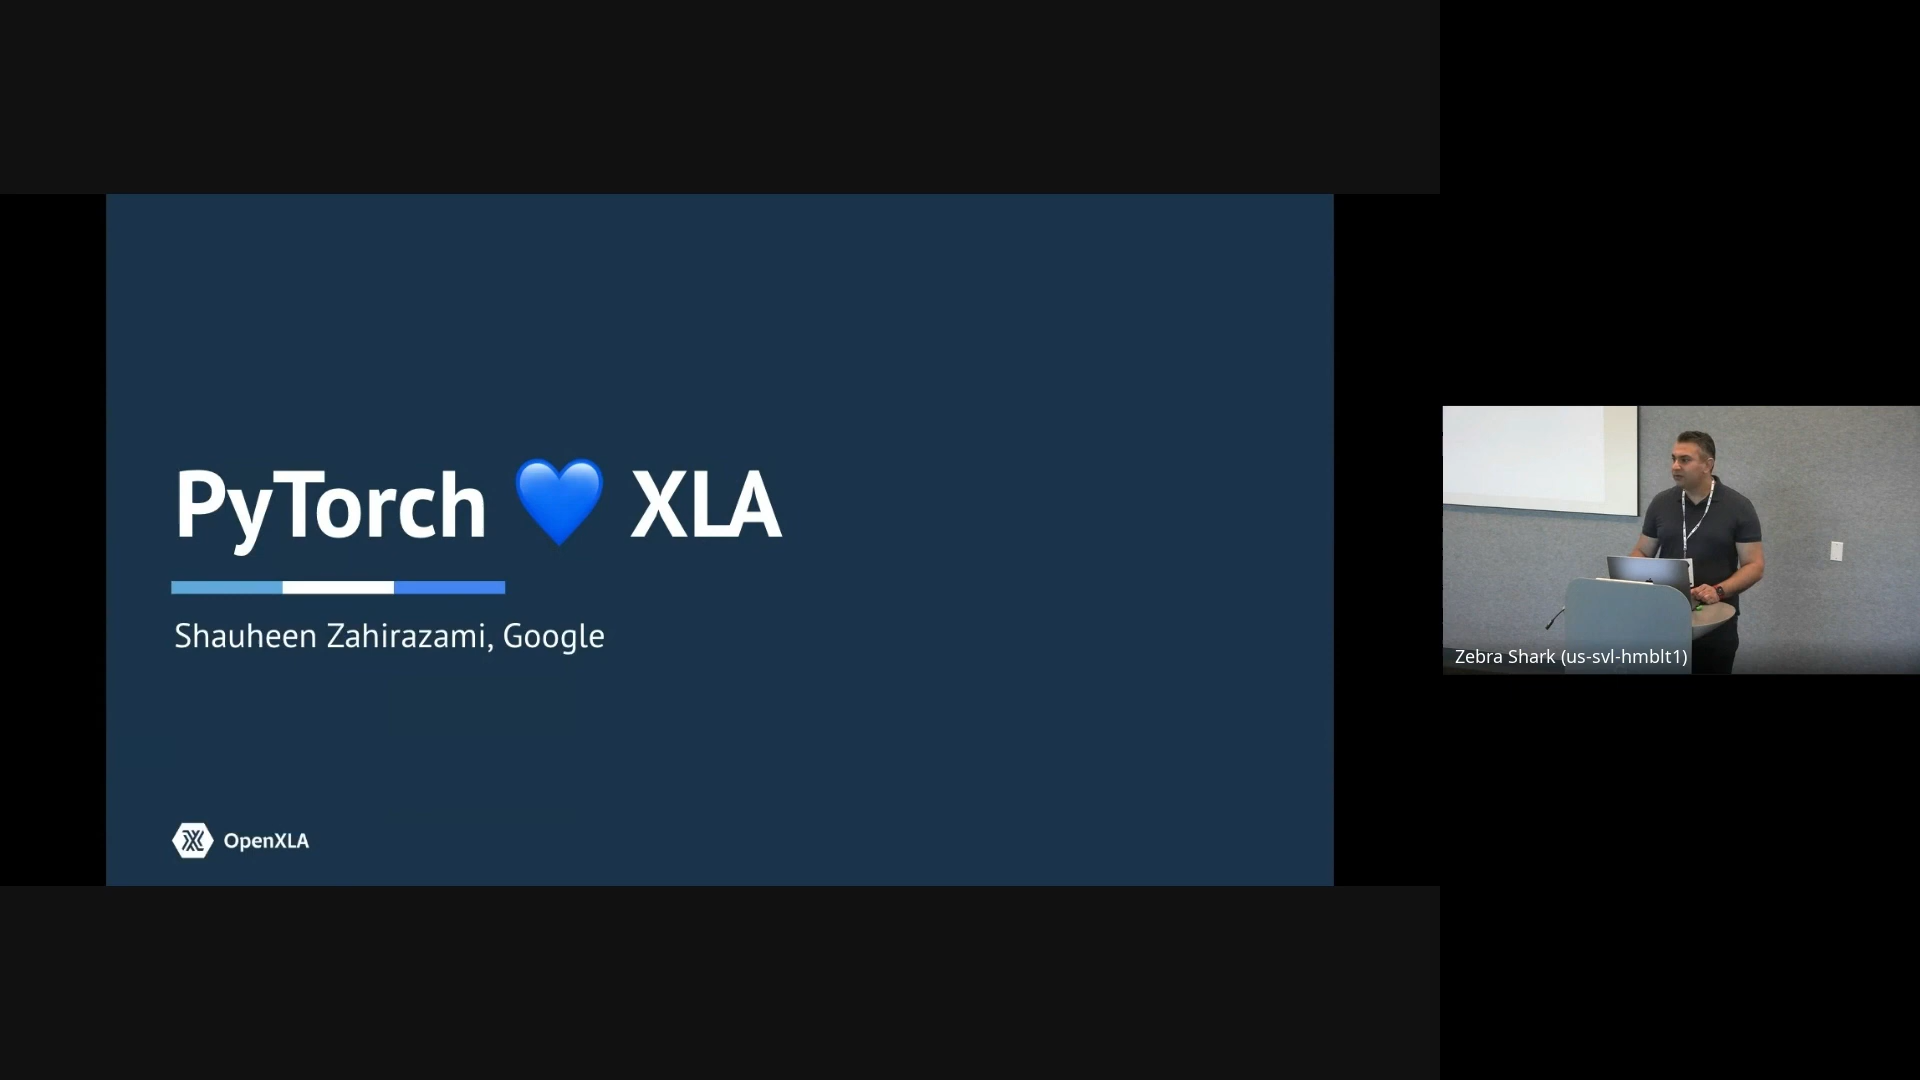 PyTorch 💙 XLA
Shauheen Zahirazami, Google
OpenXLA
Zebra Shark (us-svl-hmblt1)